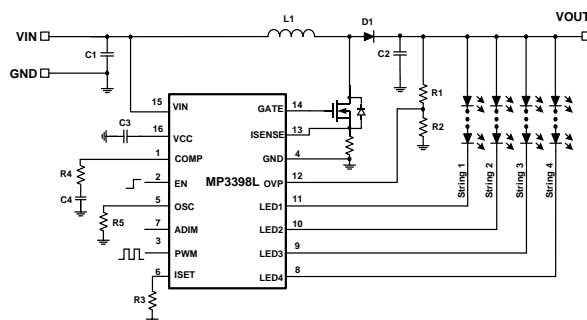 VOUT
L1
D1
VIN
C1
C2
GND
R1
R2
15
VIN
GATE
14
C3
16
VCC
ISENSE
13
1
COMP
GND
4
R4
2
EN
MP3398L
OVP
12
C4
5
OSC
LED1
11
R5
7
ADIM
LED2
10
3
PWM
LED3
9
6
ISET
LED4
8
R3
String 1
String 2
String 3
String 4